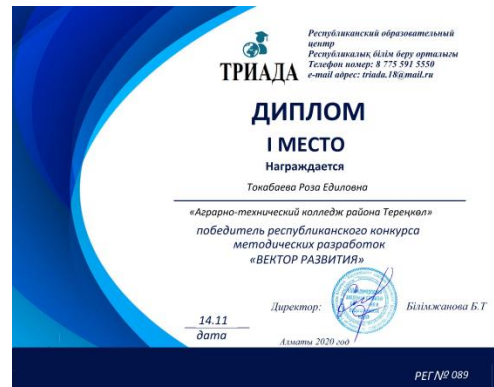 ТРИАДА
Республиканский образовательный
центр
Республикалық білім беру орталығы
Телефон номер: 8 775 591 5550
e-mail адрес: triada.18@mail.ru
ДИПЛОМ
I МЕСТО
Награждается
Токабаева Роза Едиловна
«Аграрно-технический колледж района Тереңкөл»
победитель республиканского конкурса
методических разработок
«ВЕКТОР РАЗВИТИЯ»
Директор:
Білімжанова Б.Т
14.11
дата
Алматы 2020 год
РЕГ№ 089